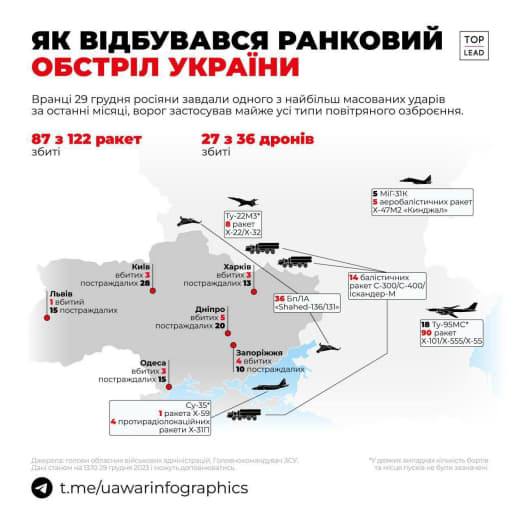 ЯК ВІДБУВАВСЯ РАНКОВИЙ
ОБСТРІЛ УКРАЇНИ
TOP
LEAD
Вранці 29 грудня росіяни завдали одного з найбільш масованих ударів
за останні місяці, ворог застосував майже усі типи повітряного озброєння.
87 з 122 ракет
збиті
27 з 36 дронів
збиті
5 МіГ-31К
5 аеробалістичних ракет
Х-47М2 «Кинджал»
Ту-22М3*
8 ракет
Х-22/Х-32
Київ
вбитих 3
постраждалих 28
Харків
вбитих 3
постраждалих 13
14 балістичних
ракет С-300/С-400/
Іскандер-М
36 БпЛА
«Shahed-136/131»
Львів
1 вбитий
15 постраждалих
Дніпро
вбитих 5
постраждалих
20
18 Ту-95МС*
90 ракет
Х-101/Х-555/Х-55
Запоріжжя
4 вбитих
10 постраждалих
Одеса
вбитих 3
постраждалих
15
Су-35*
1 ракета Х-59
4 протирадіолокаційних
ракети Х-31П
Джерела: голови обласних військових адміністрацій, Головнокомандувач ЗСУ.
Дані станом на 13:10 29 грудня 2023 і можуть доповнюватись.
*У деяких випадках кількість бортів
та місця пусків не були зазначені.
t.me/uawarinfographics